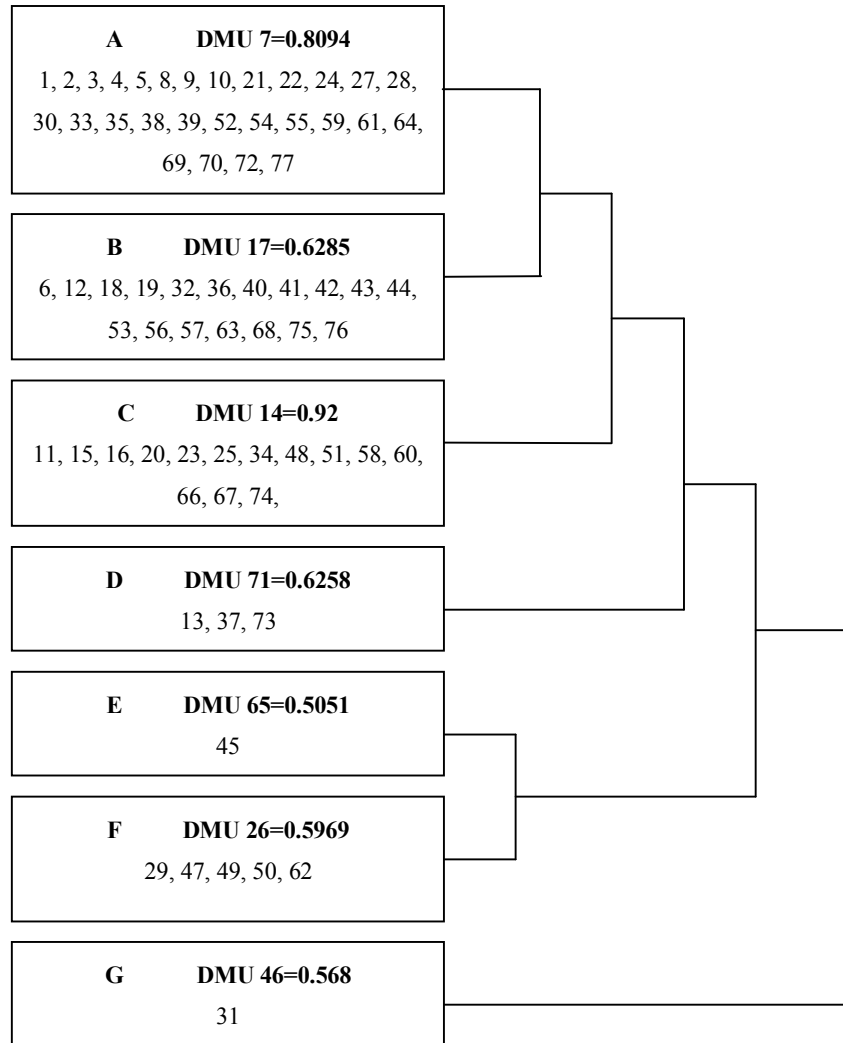 A DMU 7=0.8094
1, 2, 3, 4, 5, 8, 9, 10, 21, 22, 24, 27, 28,
30, 33, 35, 38, 39, 52, 54, 55, 59, 61, 64,
69, 70, 72, 77
B DMU 17=0.6285
6, 12, 18, 19, 32, 36, 40, 41, 42, 43, 44,
53, 56, 57, 63, 68, 75, 76
C DMU 14=0.92
11, 15, 16, 20, 23, 25, 34, 48, 51, 58, 60,
66, 67, 74,
D DMU 71=0.6258
13, 37, 73
E DMU 65=0.5051
45
F DMU 26=0.5969
29, 47, 49, 50, 62
G DMU 46=0.568
31